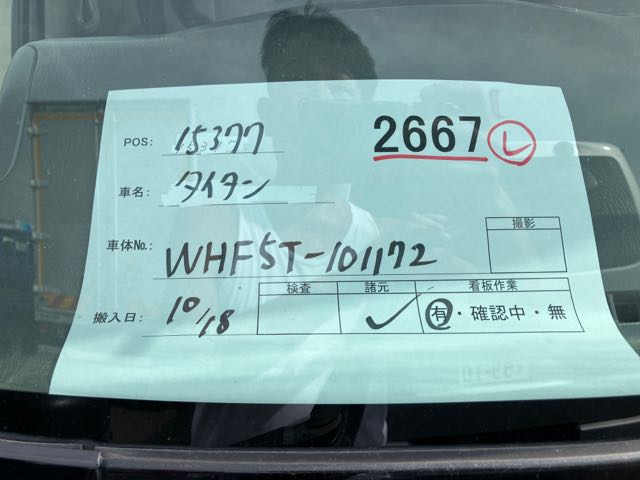 POS: 15377
2667 レ
車名: タイタン
車体No.: WHF5T-101172
撮影
検査 諸元 看板作業
搬入日: 10/18 ✓ 有・確認中・無